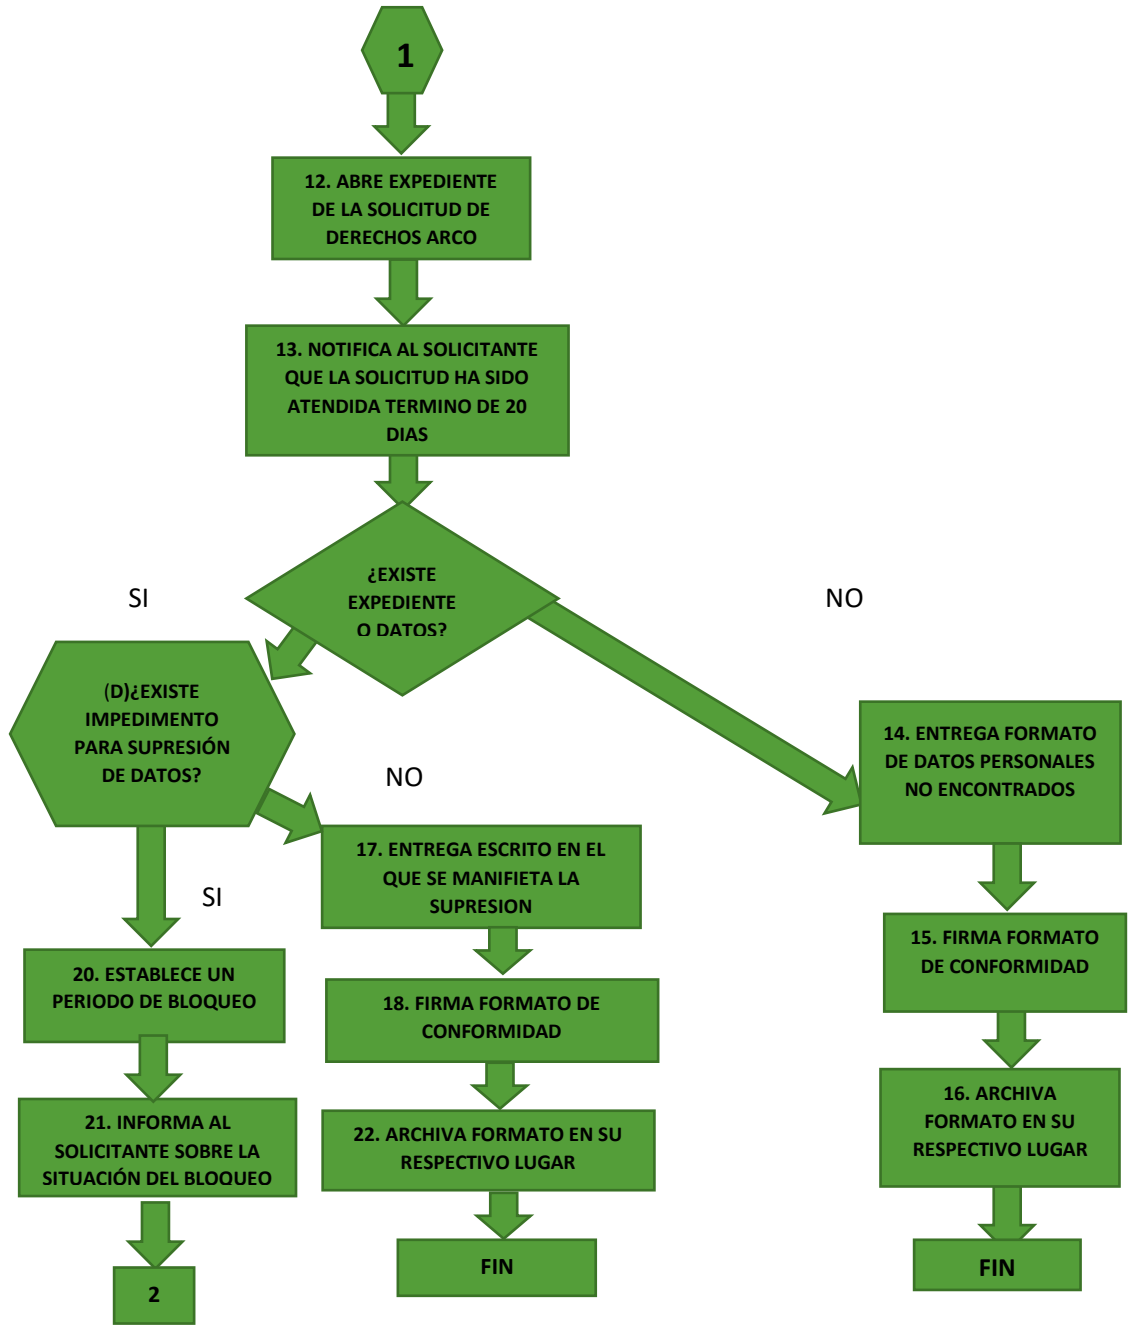 1
12. ABRE EXPEDIENTE
DE LA SOLICITUD DE
DERECHOS ARCO
13. NOTIFICA AL SOLICITANTE
QUE LA SOLICITUD HA SIDO
ATENDIDA TERMINO DE 20
DIAS
¿EXISTE
EXPEDIENTE
O DATOS?
SI
NO
(D)¿EXISTE
IMPEDIMENTO
PARA SUPRESIÓN
DE DATOS?
NO
SI
14. ENTREGA FORMATO
DE DATOS PERSONALES
NO ENCONTRADOS
17. ENTREGA ESCRITO EN EL
QUE SE MANIFIETA LA
SUPRESION
15. FIRMA FORMATO
DE CONFORMIDAD
20. ESTABLECE UN
PERIODO DE BLOQUEO
18. FIRMA FORMATO DE
CONFORMIDAD
16. ARCHIVA
FORMATO EN SU
RESPECTIVO LUGAR
21. INFORMA AL
SOLICITANTE SOBRE LA
SITUACIÓN DEL BLOQUEO
22. ARCHIVA FORMATO EN SU
RESPECTIVO LUGAR
FIN
FIN
2